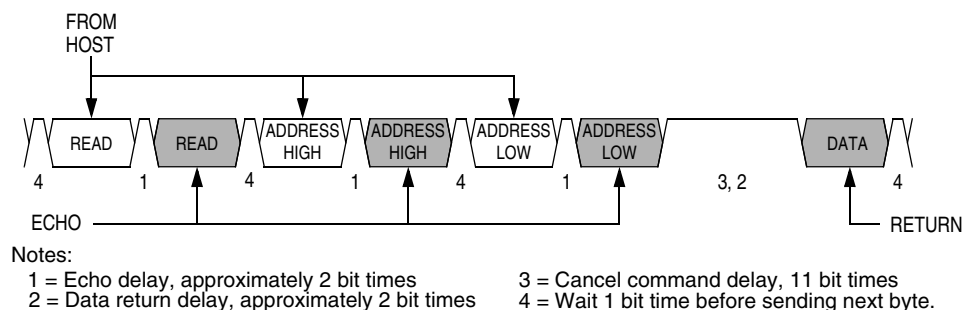 FROM
HOST
READ READ ADDRESS HIGH ADDRESS HIGH ADDRESS LOW ADDRESS LOW DATA
4 1 4 1 4 1 3, 2 4
ECHO RETURN
Notes:
1 = Echo delay, approximately 2 bit times
2 = Data return delay, approximately 2 bit times
3 = Cancel command delay, 11 bit times
4 = Wait 1 bit time before sending next byte.